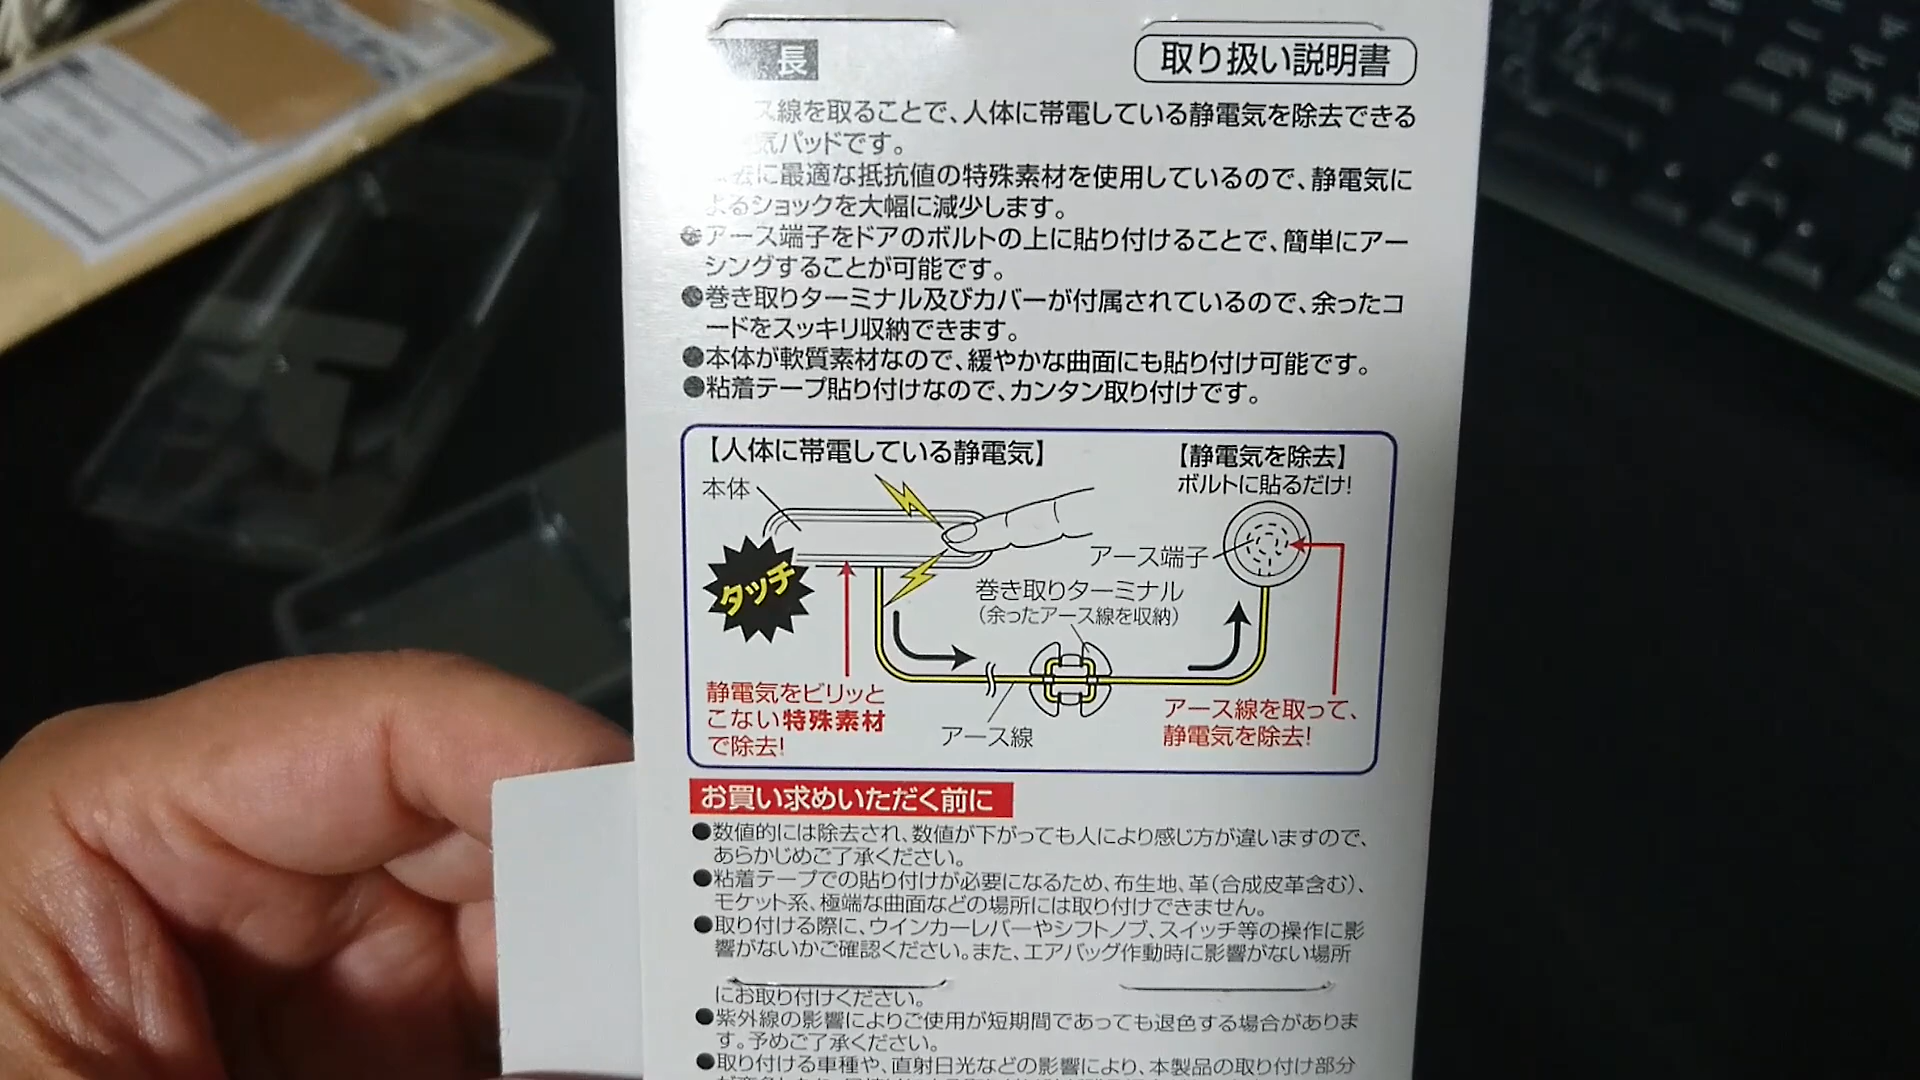 長
取り扱い説明書
ス線を取ることで、人体に帯電している静電気を除去できる
気パッドです。
去に最適な抵抗値の特殊素材を使用しているので、静電気に
よるショックを大幅に減少します。
●アース端子をドアのボルトの上に貼り付けることで、簡単にアー
シングすることが可能です。
●巻き取りターミナル及びカバーが付属されているので、余ったコ
ードをスッキリ収納できます。
●本体が軟質素材なので、緩やかな曲面にも貼り付け可能です。
●粘着テープ貼り付けなので、カンタン取り付けです。
【人体に帯電している静電気】
【静電気を除去】
本体
ボルトに貼るだけ!
アース端子
タッチ
巻き取りターミナル
(余ったアース線を収納)
静電気をビリッと
こない特殊素材
で除去!
アース線
アース線を取って、
静電気を除去!
お買い求めいただく前に
●数値的には除去され、数値が下がっても人により感じ方が違いますので、
あらかじめご了承ください。
●粘着テープでの貼り付けが必要になるため、布生地、革(合成皮革含む)、
モケット系、極端な曲面などの場所には取り付けできません。
●取り付ける際に、ウインカーレバーやシフトノブ、スイッチ等の操作に影
響がないかご確認ください。また、エアバッグ作動時に影響がない場所
にお取り付けください。
●紫外線の影響によりご使用が短期間であっても退色する場合がありま
す。予めご了承ください。
●取り付ける車種や、直射日光などの影響により、本製品の取り付け部分